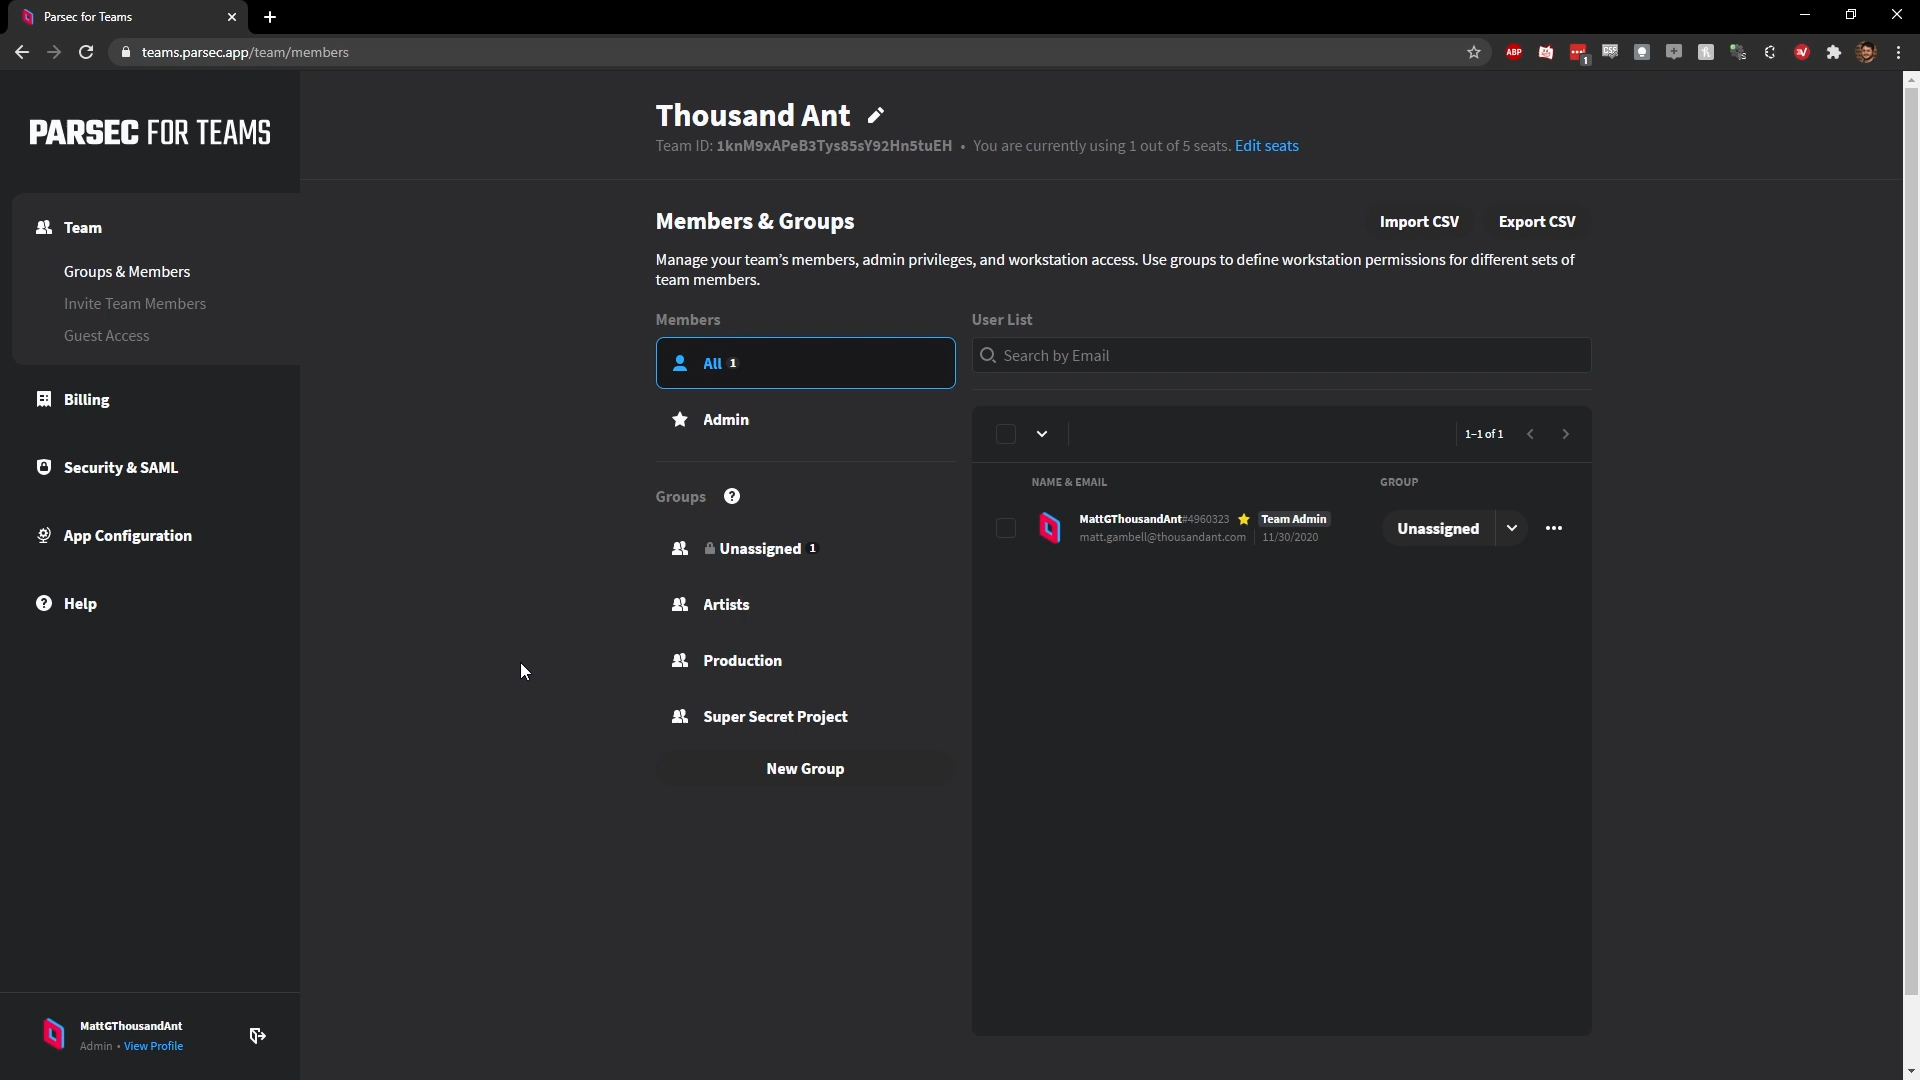 Parsec for Teams
teams.parsec.app/team/members
ABP
1
PARSEC FOR TEAMS
Team
Groups & Members
Invite Team Members
Guest Access
Billing
Security & SAML
App Configuration
Help
MattGThousandAnt
Admin • View Profile
Thousand Ant
Team ID: 1knM9xAPeB3Tys85sY92Hn5tuEH • You are currently using 1 out of 5 seats. Edit seats
Members & Groups
Import CSV
Export CSV
Manage your team's members, admin privileges, and workstation access. Use groups to define workstation permissions for different sets of
team members.
Members
All 1
Admin
Groups ?
Unassigned 1
Artists
Production
Super Secret Project
New Group
User List
Search by Email
1-1 of 1
NAME & EMAIL
GROUP
MattGThousandAnt#4960323 Team Admin
matt.gambell@thousandant.com 11/30/2020
Unassigned